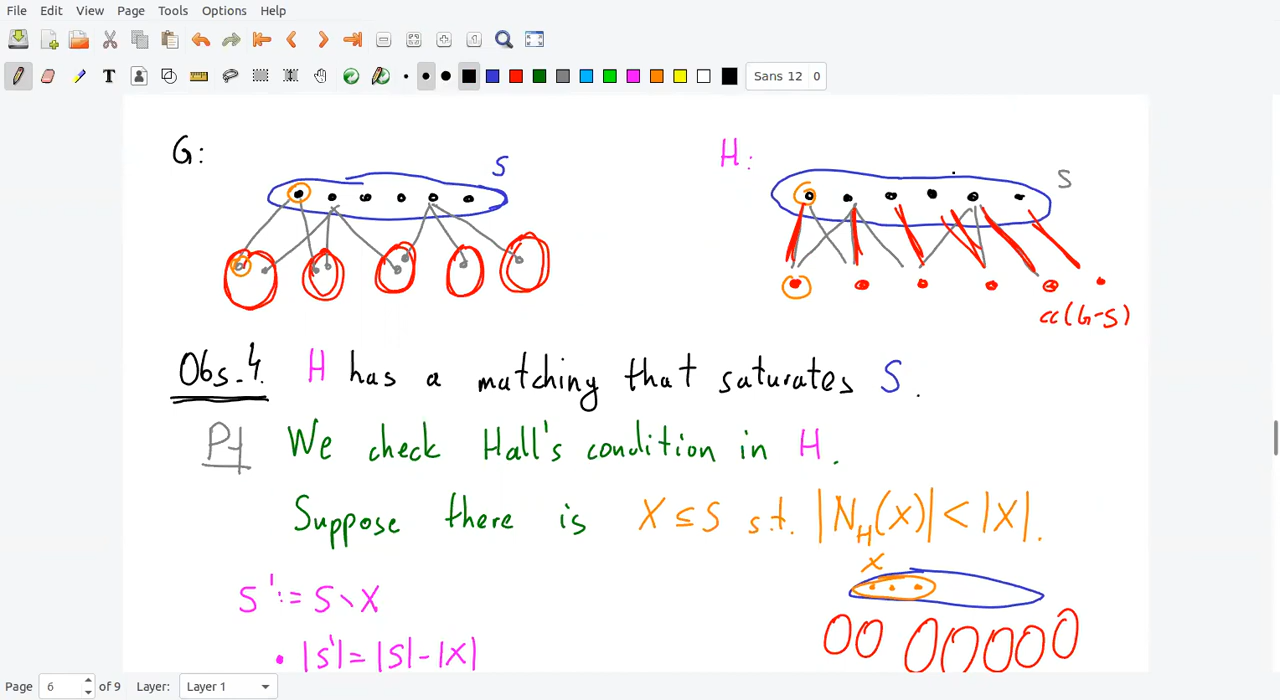 File Edit View Page Tools Options Help
Sans 12 0
G:
S
H:
S
cc(G-S)
Obs. 4. H has a matching that saturates S.
Pf We check Hall's condition in H.
Suppose there is X ⊆ S s.t. |N_H(X)| < |X|.
X
S' := S \ X
• |S'| = |S| - |X|
Page 6 of 9 Layer: Layer 1